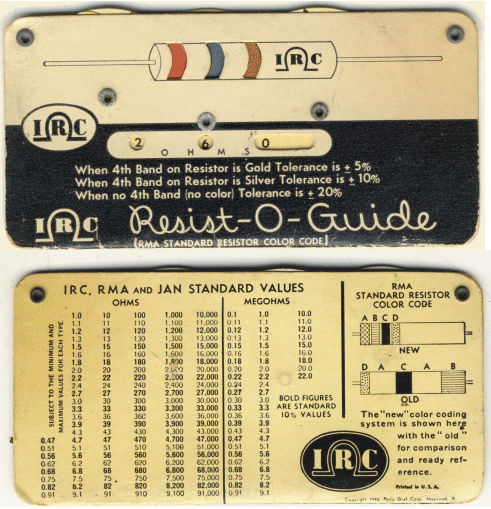 IRC
IRC
2 6 0
OHMS
When 4th Band on Resistor is Gold Tolerance is ± 5%
When 4th Band on Resistor is Silver Tolerance is ± 10%
When no 4th Band (no color) Tolerance is ± 20%
IRC Resist-O-Guide
(RMA STANDARD RESISTOR COLOR CODE)
IRC, RMA AND JAN STANDARD VALUES
OHMS MEGOHMS
SUBJECT TO THE MINIMUM AND
MAXIMUM VALUES FOR EACH TYPE
1.0 10 100 1,000 10,000 0.1 1.0 10.0
1.1 11 110 1,100 11,000 0.11 1.1 11.0
1.2 12 120 1,200 12,000 0.12 1.2 12.0
1.3 13 130 1,300 13,000 0.13 1.3 13.0
1.5 15 150 1,500 15,000 0.15 1.5 15.0
1.6 16 160 1,600 16,000 0.16 1.6 16.0
1.8 18 180 1,800 18,000 0.18 1.8 18.0
2.0 20 200 2,000 20,000 0.20 2.0 20.0
2.2 22 220 2,200 22,000 0.22 2.2 22.0
2.4 24 240 2,400 24,000 0.24 2.4
2.7 27 270 2,700 27,000 0.27 2.7
3.0 30 300 3,000 30,000 0.30 3.0
3.3 33 330 3,300 33,000 0.33 3.3
3.6 36 360 3,600 36,000 0.36 3.6
3.9 39 390 3,900 39,000 0.39 3.9
4.3 43 430 4,300 43,000 0.43 4.3
0.47 4.7 47 470 4,700 47,000 0.47 4.7
0.51 5.1 51 510 5,100 51,000 0.51 5.1
0.56 5.6 56 560 5,600 56,000 0.56 5.6
0.62 6.2 62 620 6,200 62,000 0.62 6.2
0.68 6.8 68 680 6,800 68,000 0.68 6.8
0.75 7.5 75 750 7,500 75,000 0.75 7.5
0.82 8.2 82 820 8,200 82,000 0.82 8.2
0.91 9.1 91 910 9,100 91,000 0.91 9.1
BOLD FIGURES
ARE STANDARD
10% VALUES
RMA
STANDARD RESISTOR
COLOR CODE
A B C D
NEW
D A C A B
OLD
The "new" color coding
system is shown here
with the "old"
for comparison
and ready ref-
erence.
IRC
Printed in U.S.A.
Copyright 1946 Perry Graf Corp. Maywood, Ill.